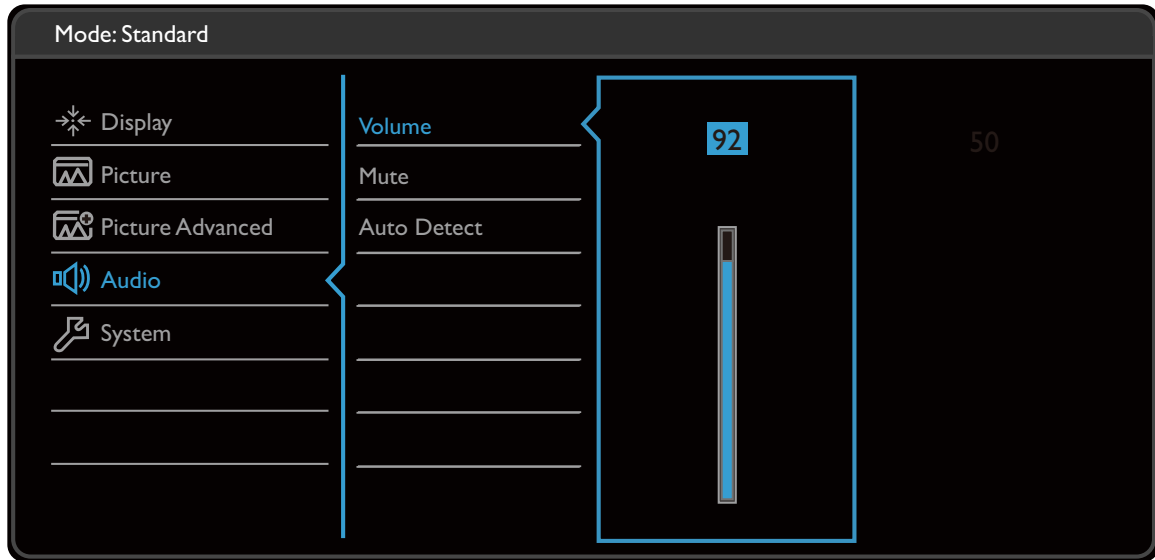 Mode: Standard
Display
Picture
Picture Advanced
Audio
System
Volume
Mute
Auto Detect
92
50